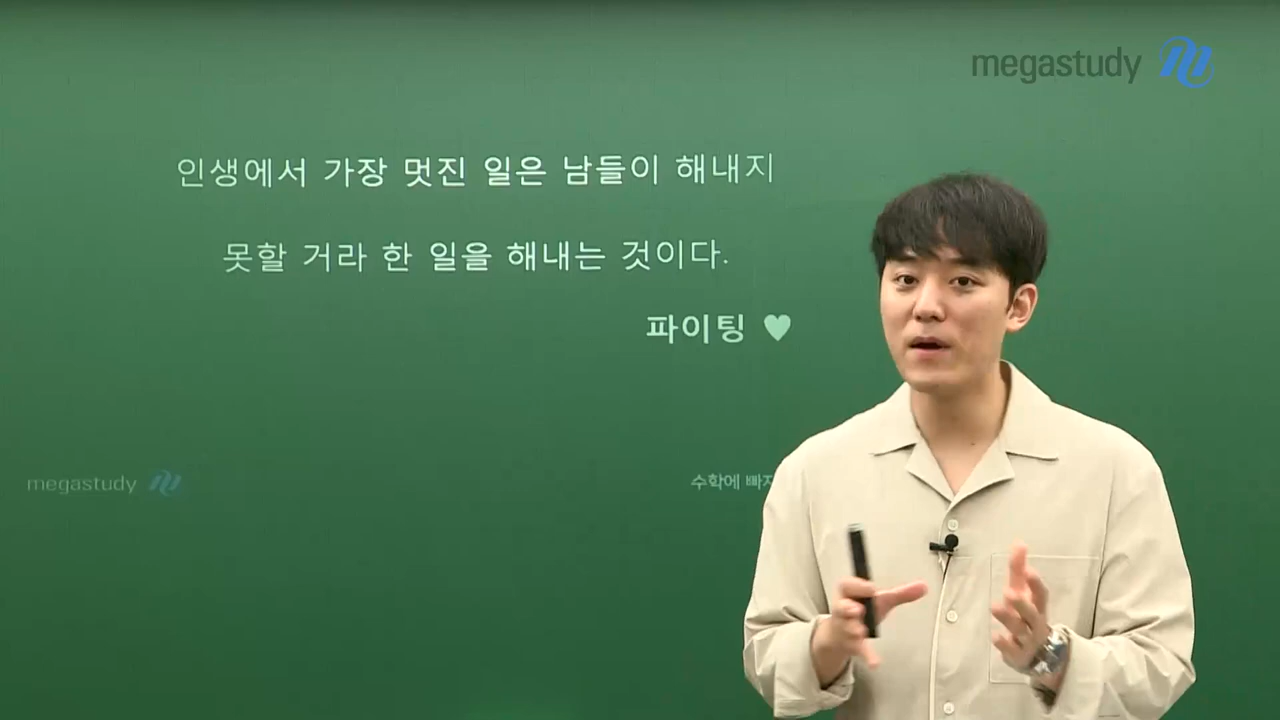 megastudy
인생에서 가장 멋진 일은 남들이 해내지
못할 거라 한 일을 해내는 것이다.
파이팅 ♥
megastudy
수학에